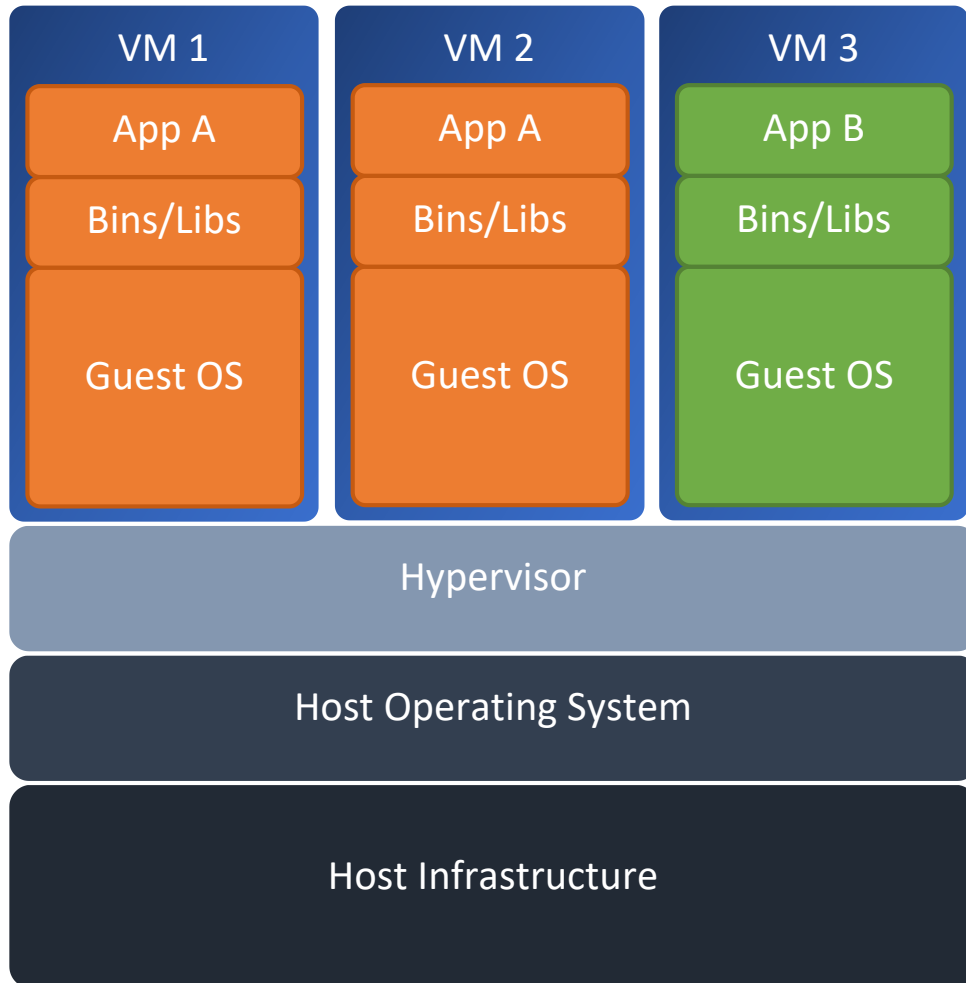 VM 1
App A
Bins/Libs
Guest OS
VM 2
App A
Bins/Libs
Guest OS
VM 3
App B
Bins/Libs
Guest OS
Hypervisor
Host Operating System
Host Infrastructure